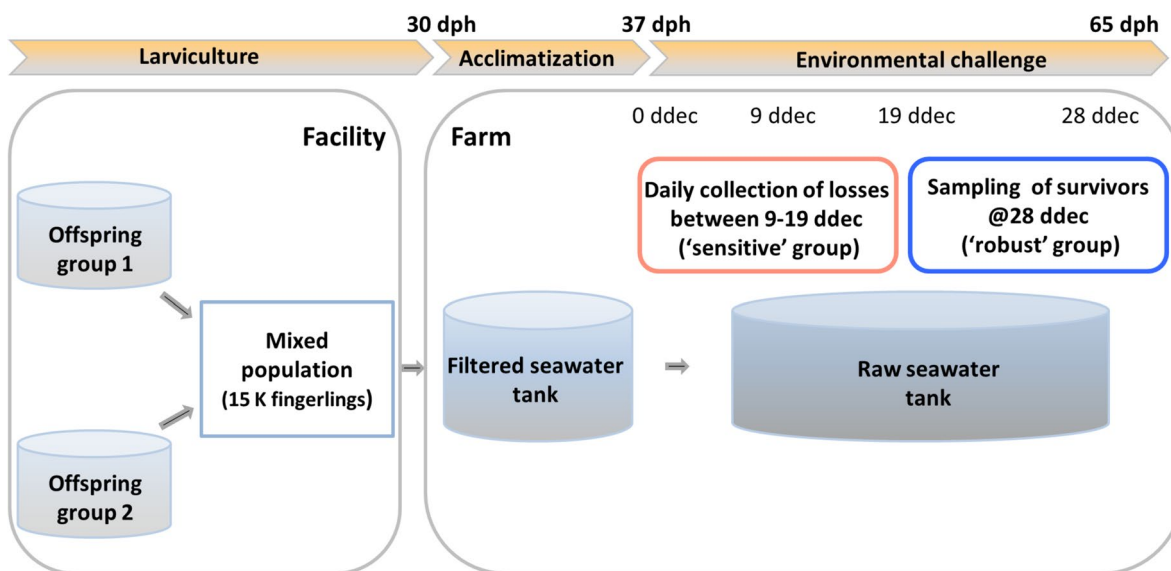 30 dph
37 dph
65 dph
Larviculture
Acclimatization
Environmental challenge
Facility
Farm
0 ddec
9 ddec
19 ddec
28 ddec
Daily collection of losses
between 9-19 ddec
(‘sensitive’ group)
Sampling of survivors
@28 ddec
(‘robust’ group)
Offspring
group 1
Mixed
population
(15 K fingerlings)
Offspring
group 2
Filtered seawater
tank
Raw seawater
tank